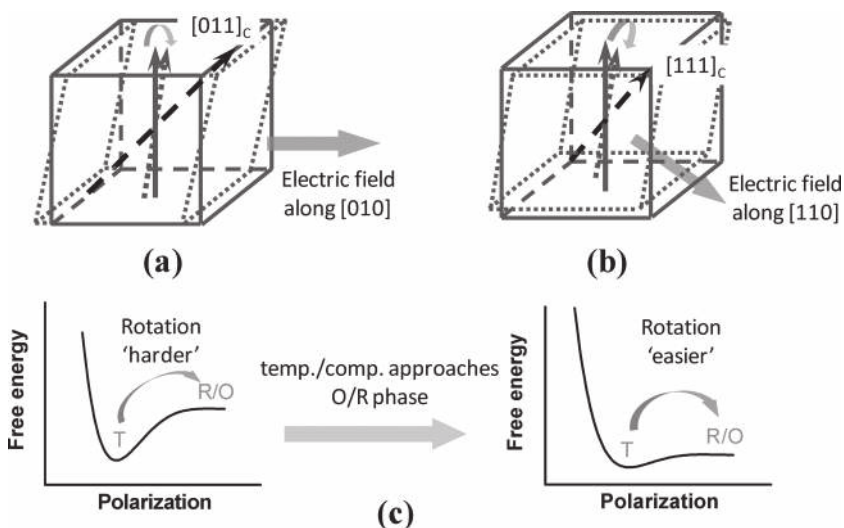 [011]C
Electric field
along [010]
(a)
[111]C
Electric field
along [110]
(b)
Free energy
Rotation
‘harder’
T
R/O
Polarization
temp./comp. approaches
O/R phase
(c)
Free energy
Rotation
‘easier’
T
R/O
Polarization